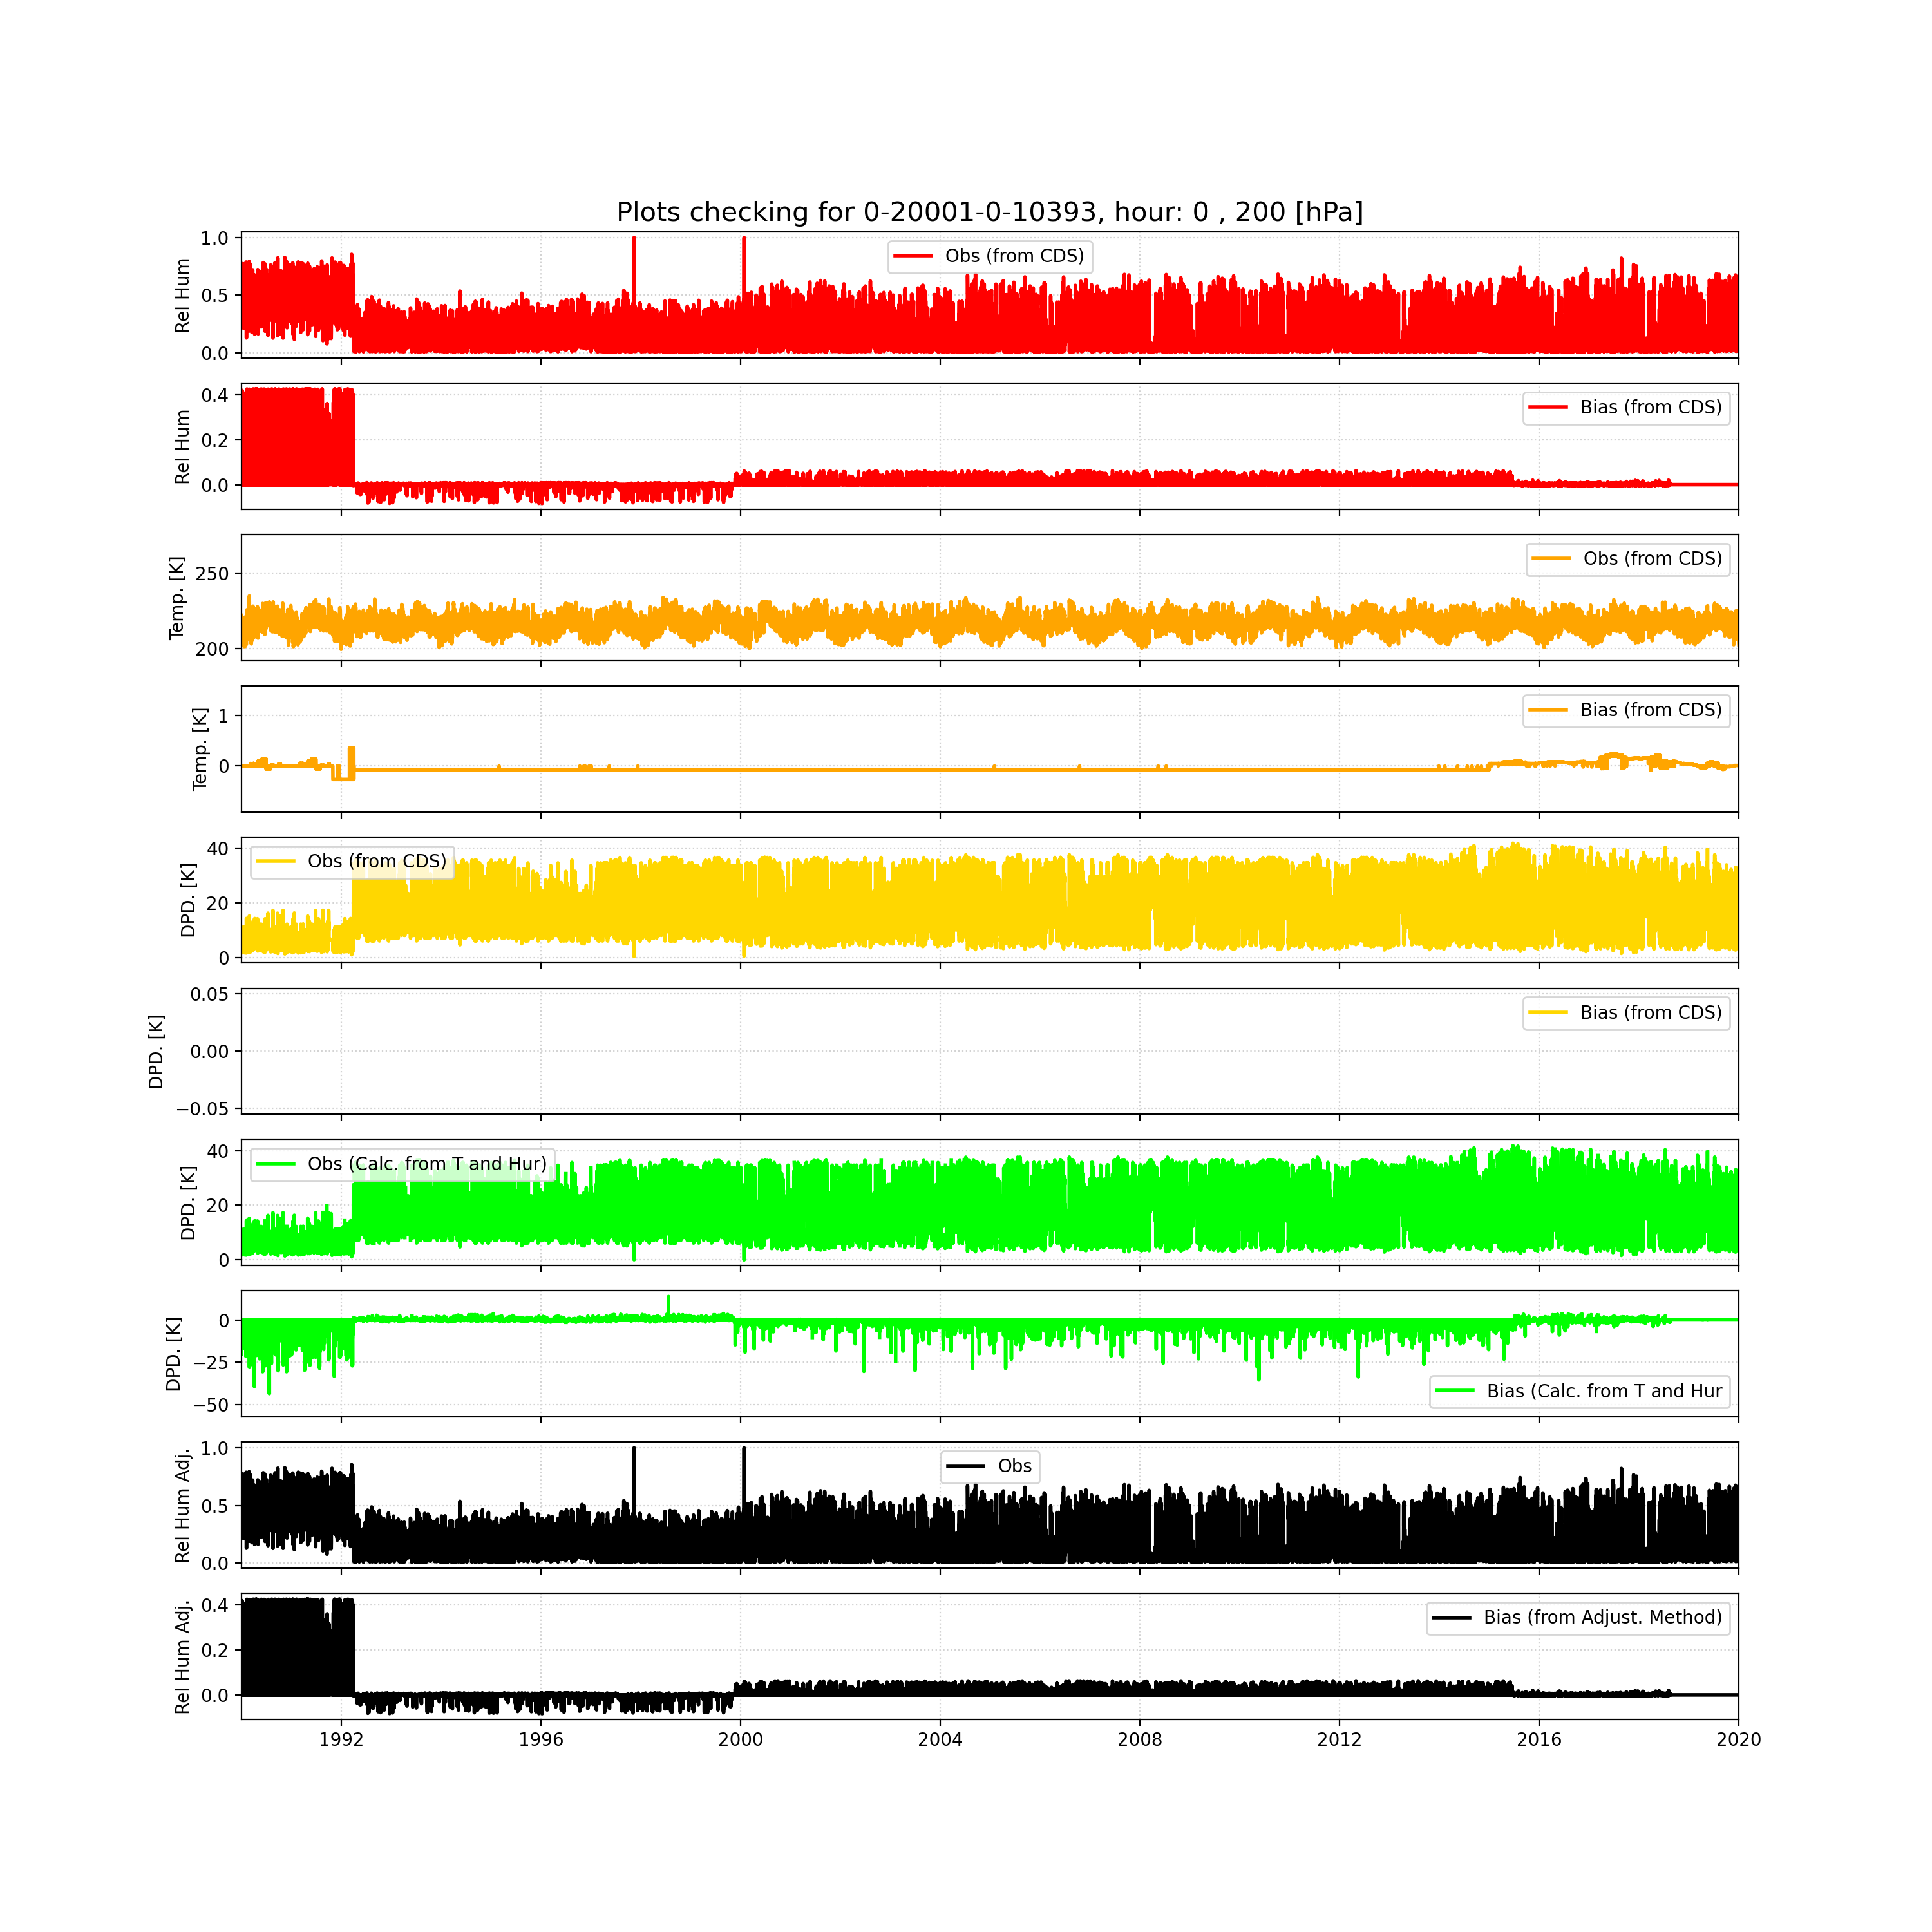 Plots checking for 0-20001-0-10393, hour: 0 , 200 [hPa]
1.0
0.5
0.0
Rel Hum
Obs (from CDS)
0.4
0.2
0.0
Rel Hum
Bias (from CDS)
250
200
Temp. [K]
Obs (from CDS)
1
0
Temp. [K]
Bias (from CDS)
40
20
0
DPD. [K]
Obs (from CDS)
0.05
0.00
−0.05
DPD. [K]
Bias (from CDS)
40
20
0
DPD. [K]
Obs (Calc. from T and Hur)
0
−25
−50
DPD. [K]
Bias (Calc. from T and Hur
1.0
0.5
0.0
Rel Hum Adj.
Obs
0.4
0.2
0.0
Rel Hum Adj.
Bias (from Adjust. Method)
1992 1996 2000 2004 2008 2012 2016 2020